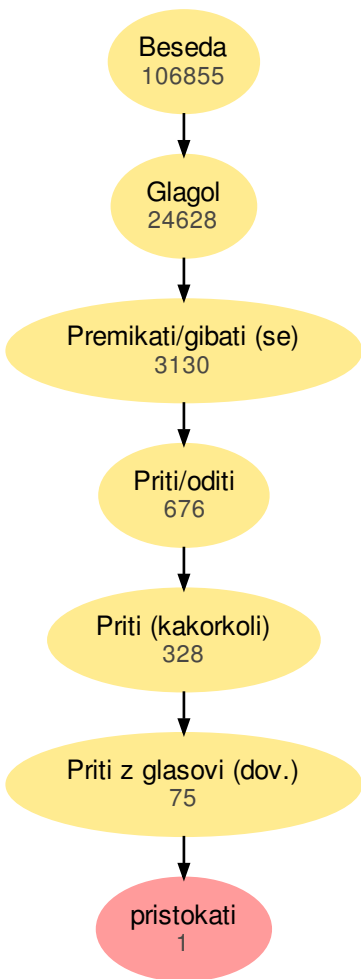 Beseda
106855
Glagol
24628
Premikati/gibati (se)
3130
Priti/oditi
676
Priti (kakorkoli)
328
Priti z glasovi (dov.)
75
pristokati
1